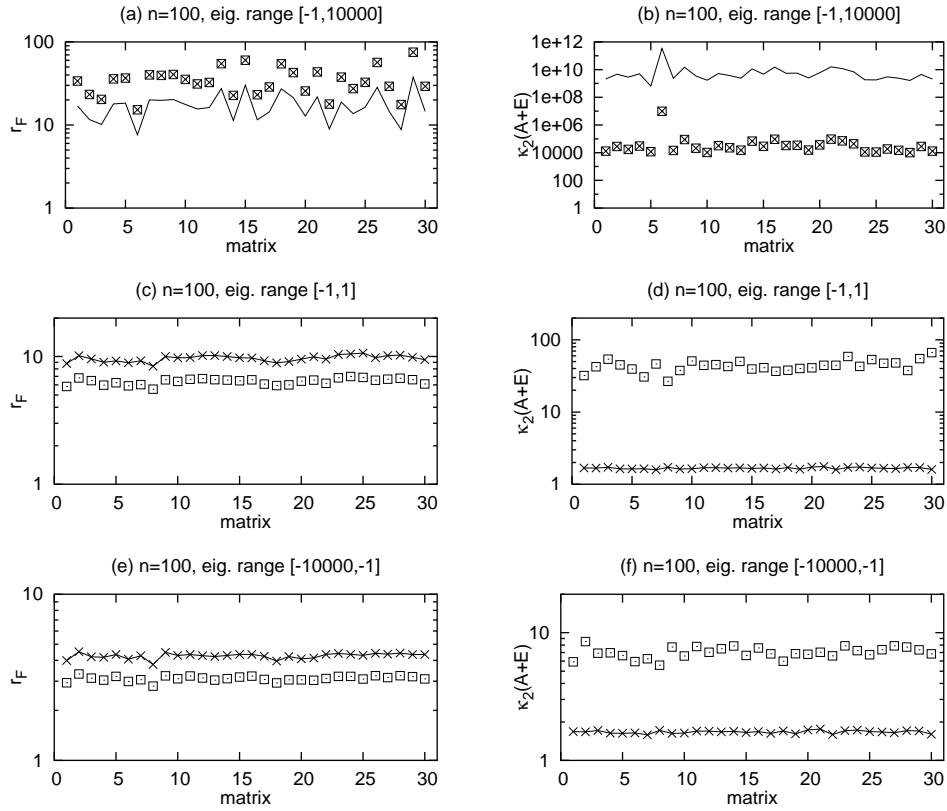 (a) n=100, eig. range [-1,10000]
100
10
1
r_F
0 5 10 15 20 25 30
matrix
(b) n=100, eig. range [-1,10000]
1e+12
1e+10
1e+08
1e+06
10000
100
1
κ_2(A+E)
0 5 10 15 20 25 30
matrix
(c) n=100, eig. range [-1,1]
10
1
r_F
0 5 10 15 20 25 30
matrix
(d) n=100, eig. range [-1,1]
100
10
1
κ_2(A+E)
0 5 10 15 20 25 30
matrix
(e) n=100, eig. range [-10000,-1]
10
1
r_F
0 5 10 15 20 25 30
matrix
(f) n=100, eig. range [-10000,-1]
10
1
κ_2(A+E)
0 5 10 15 20 25 30
matrix